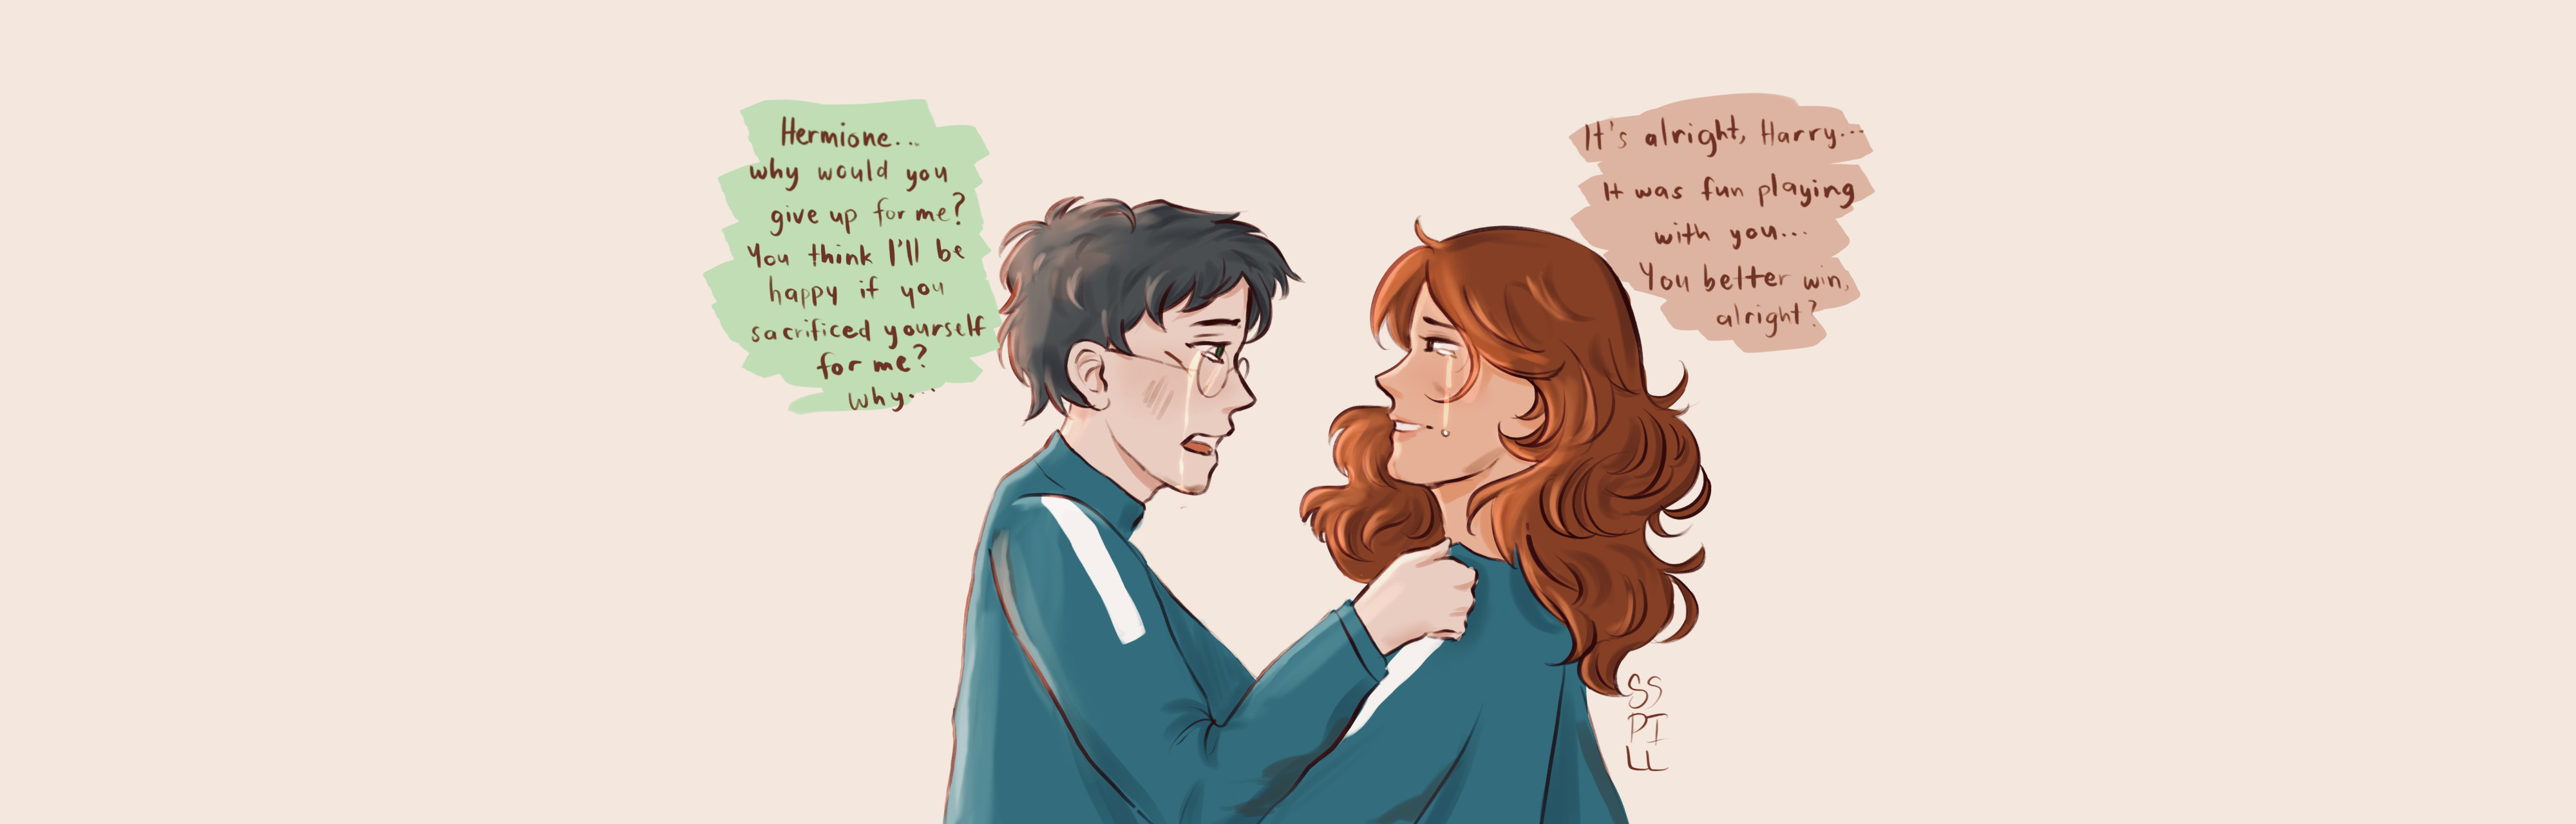 Hermione...
why would you
give up for me?
You think I'll be
happy if you
sacrificed yourself
for me?
why...
It's alright, Harry...
It was fun playing
with you...
You better win,
alright?
SS
PI
LL